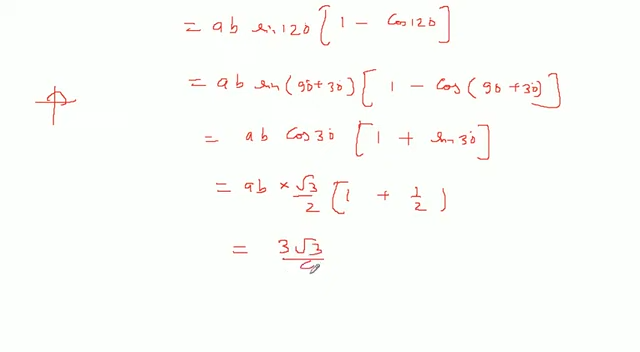 = ab sin 120 [ 1 - cos 120 ]
= ab sin ( 90 + 30 ) [ 1 - cos ( 90 + 30 ) ]
= ab cos 30 [ 1 + sin 30 ]
= ab × √3/2 [ 1 + 1/2 ]
= 3√3/4